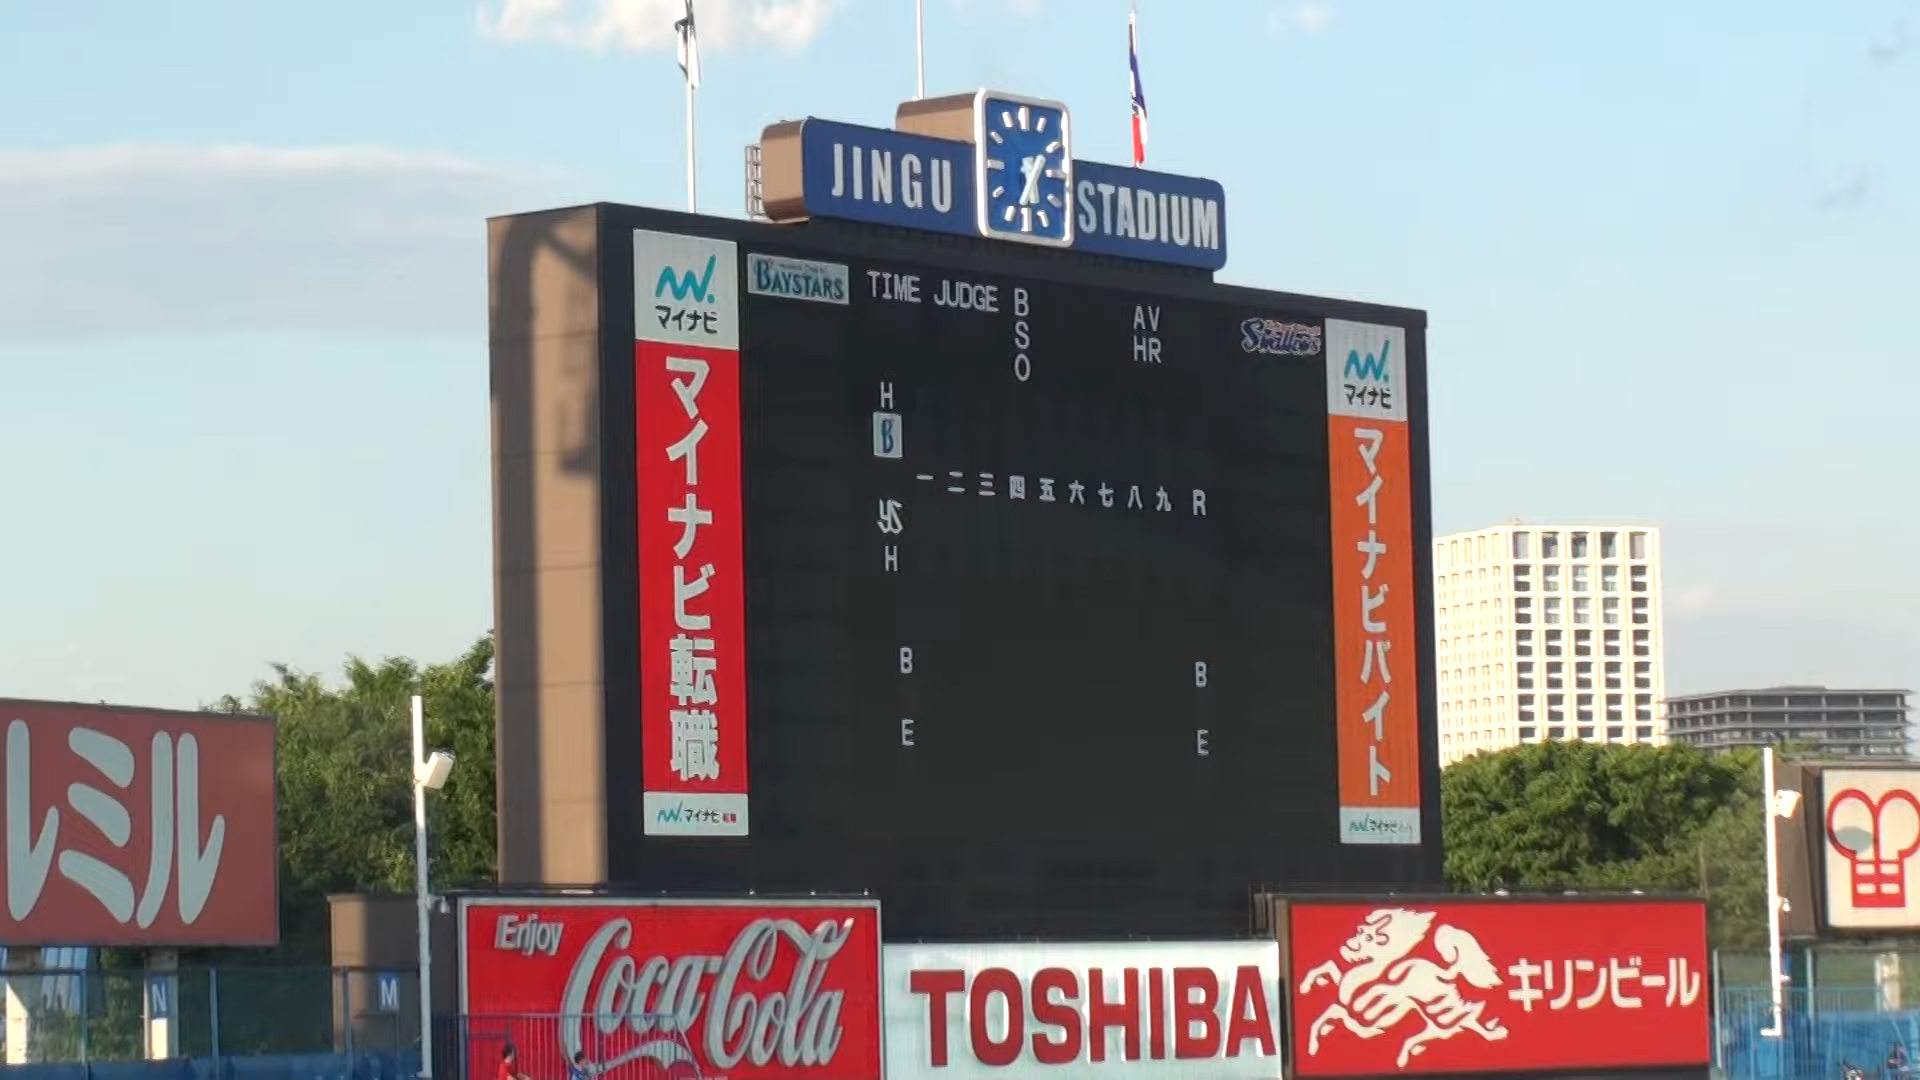 JINGU
STADIUM
マイナビ
マイナビ転職
マイナビ転職
BAYSTARS
TIME JUDGE
B
S
O
AV
HR
Swallows
H
B
一 二 三 四 五 六 七 八 九 R
YS
H
B
E
B
E
マイナビ
マイナビバイト
マイナビ
レミル
N
M
Enjoy
Coca-Cola
TOSHIBA
キリンビール